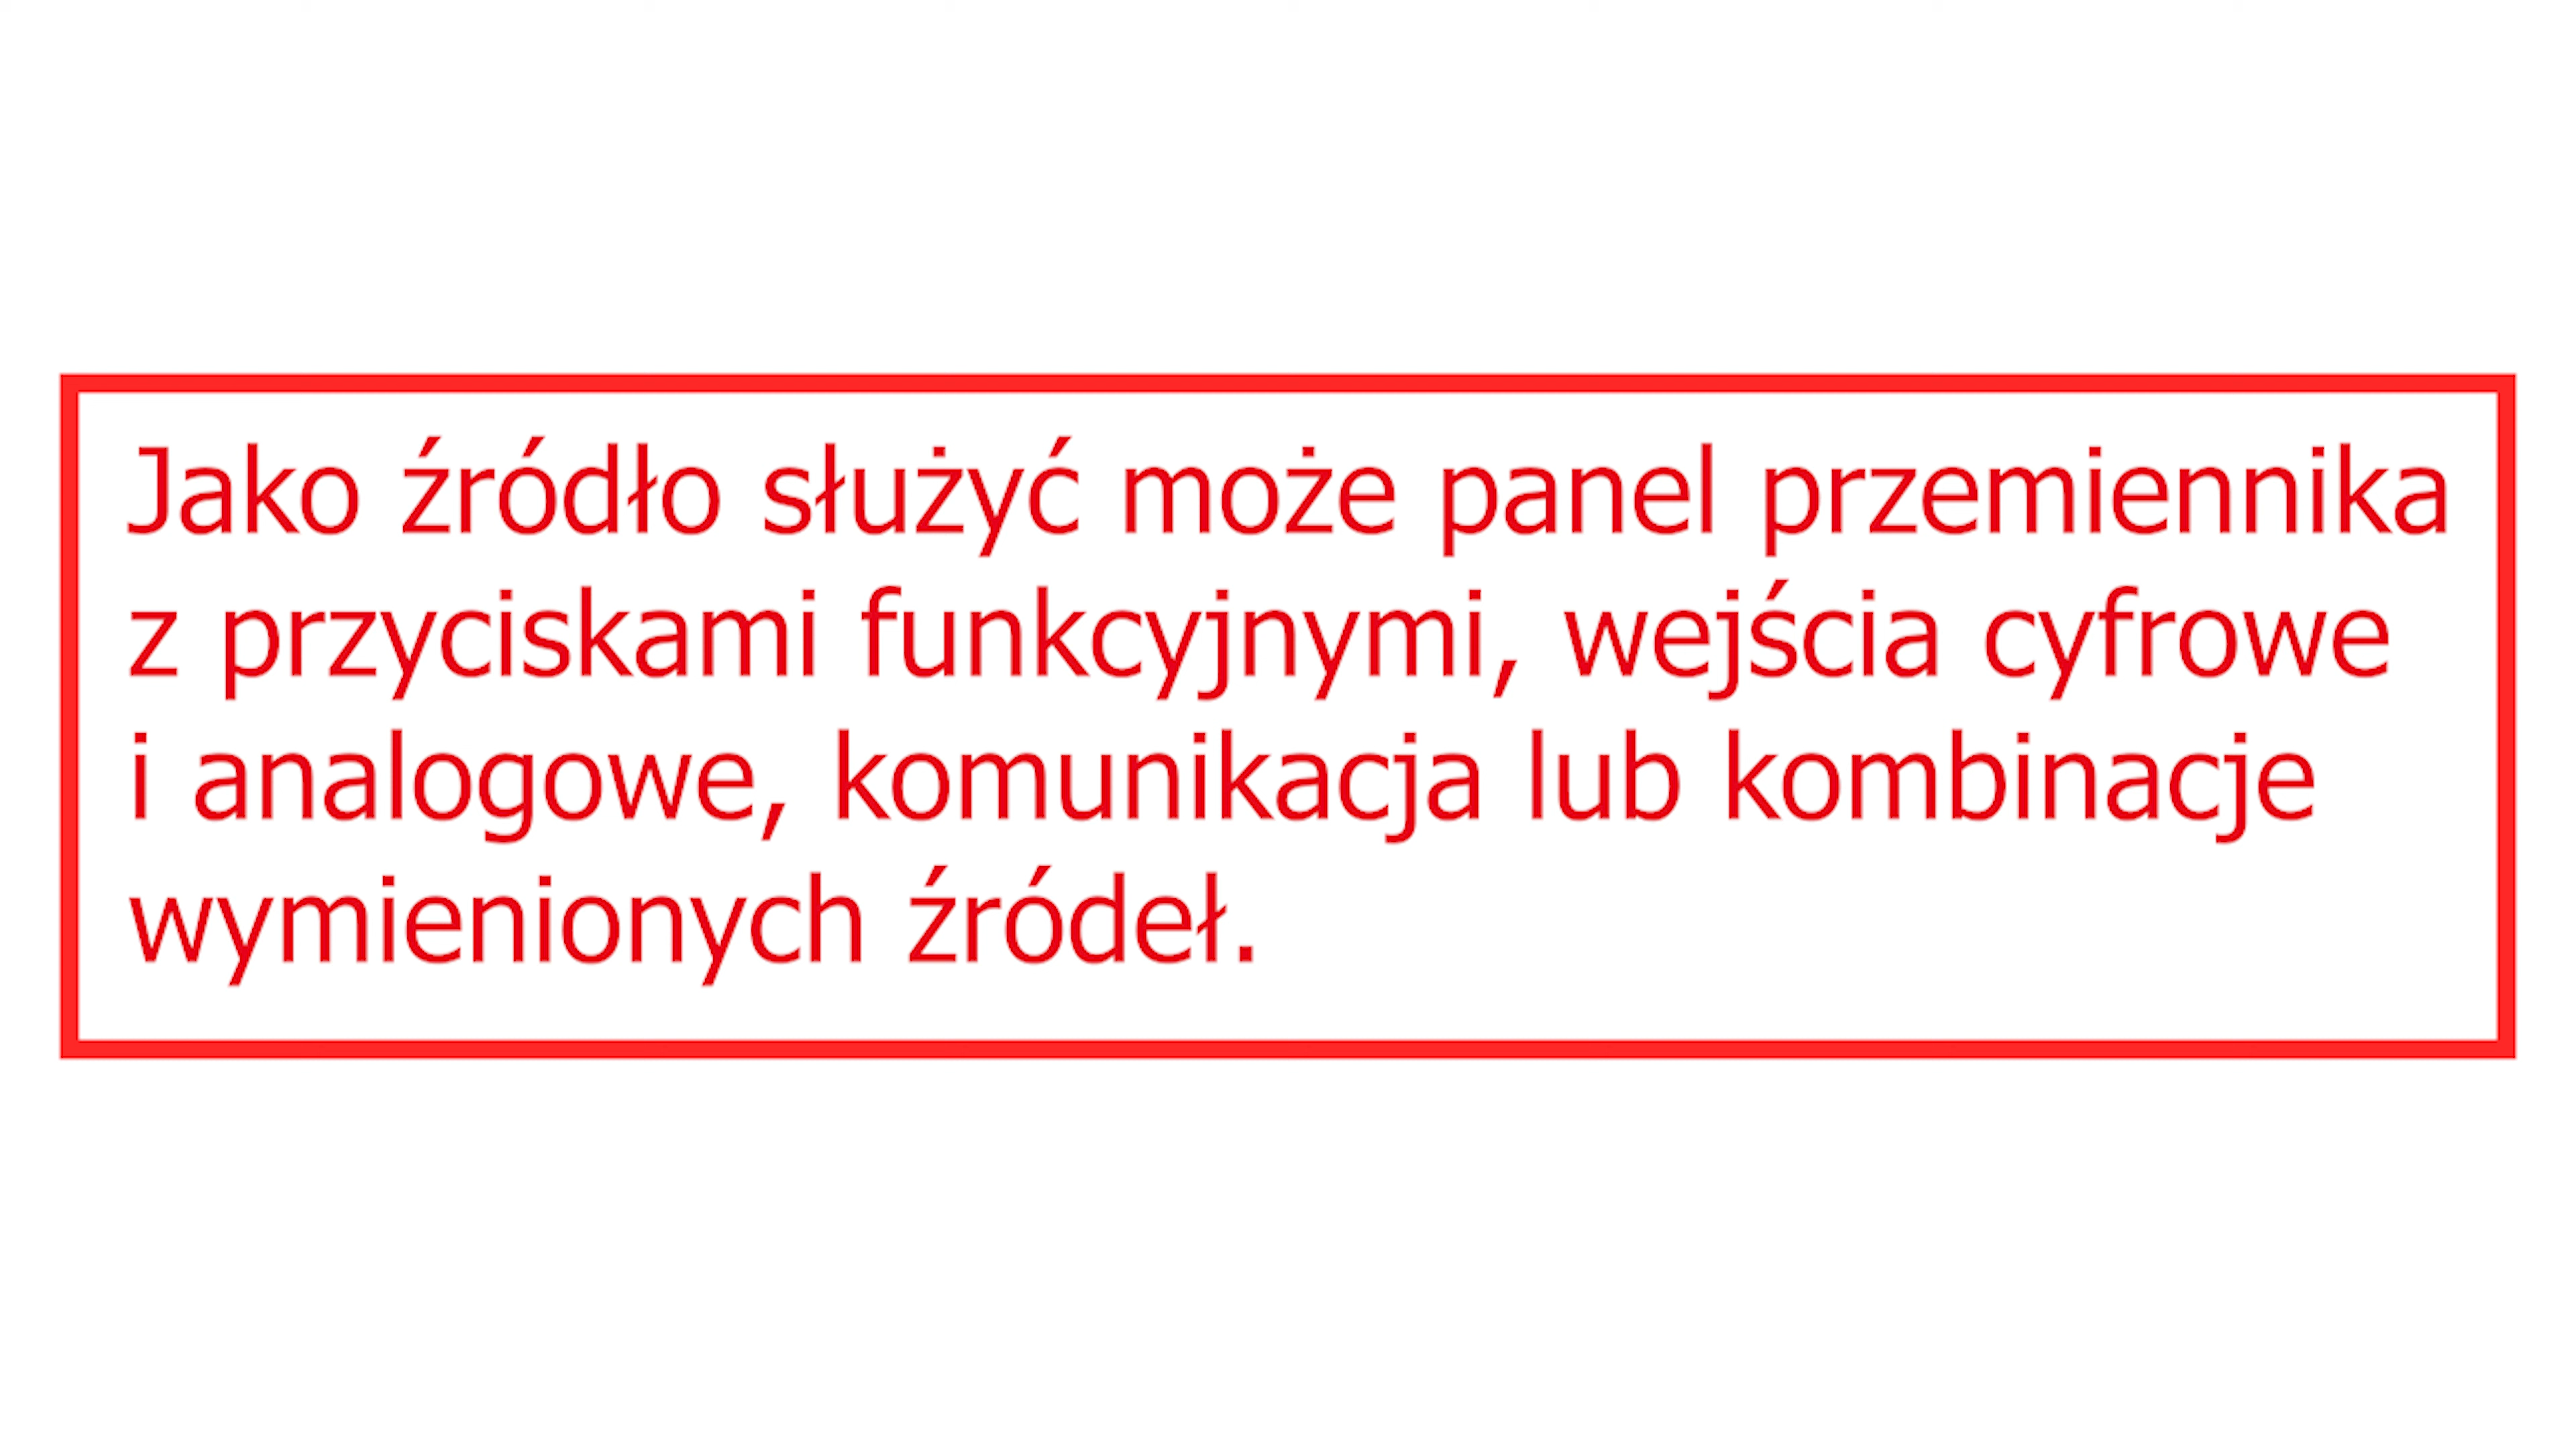 Jako źródło służyć może panel przemiennika
z przyciskami funkcyjnymi, wejścia cyfrowe
i analogowe, komunikacja lub kombinacje
wymienionych źródeł.